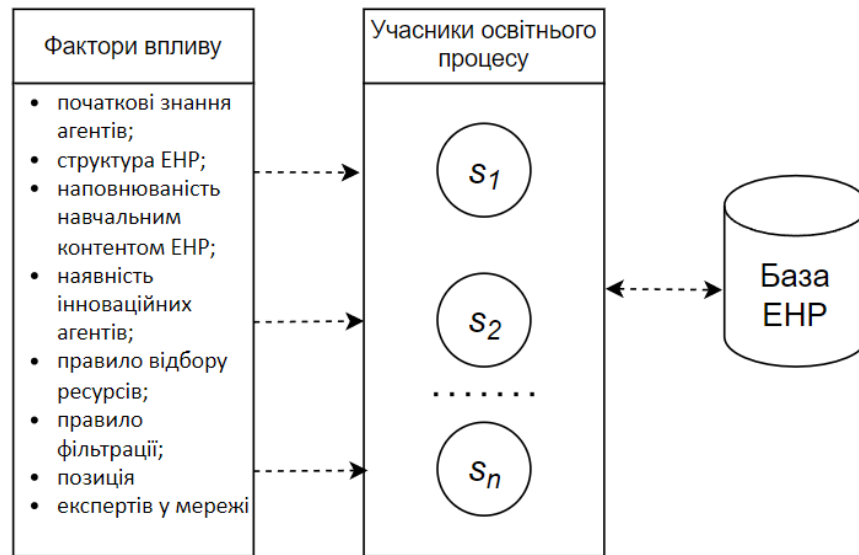 Фактори впливу
• початкові знання
агентів;
• структура ЕНР;
• наповнюваність
навчальним
контентом ЕНР;
• наявність
інноваційних
агентів;
• правило відбору
ресурсів;
• правило
фільтрації;
• позиція
• експертів у мережі
Учасники освітнього
процесу
s1
s2
.......
sn
База
ЕНР